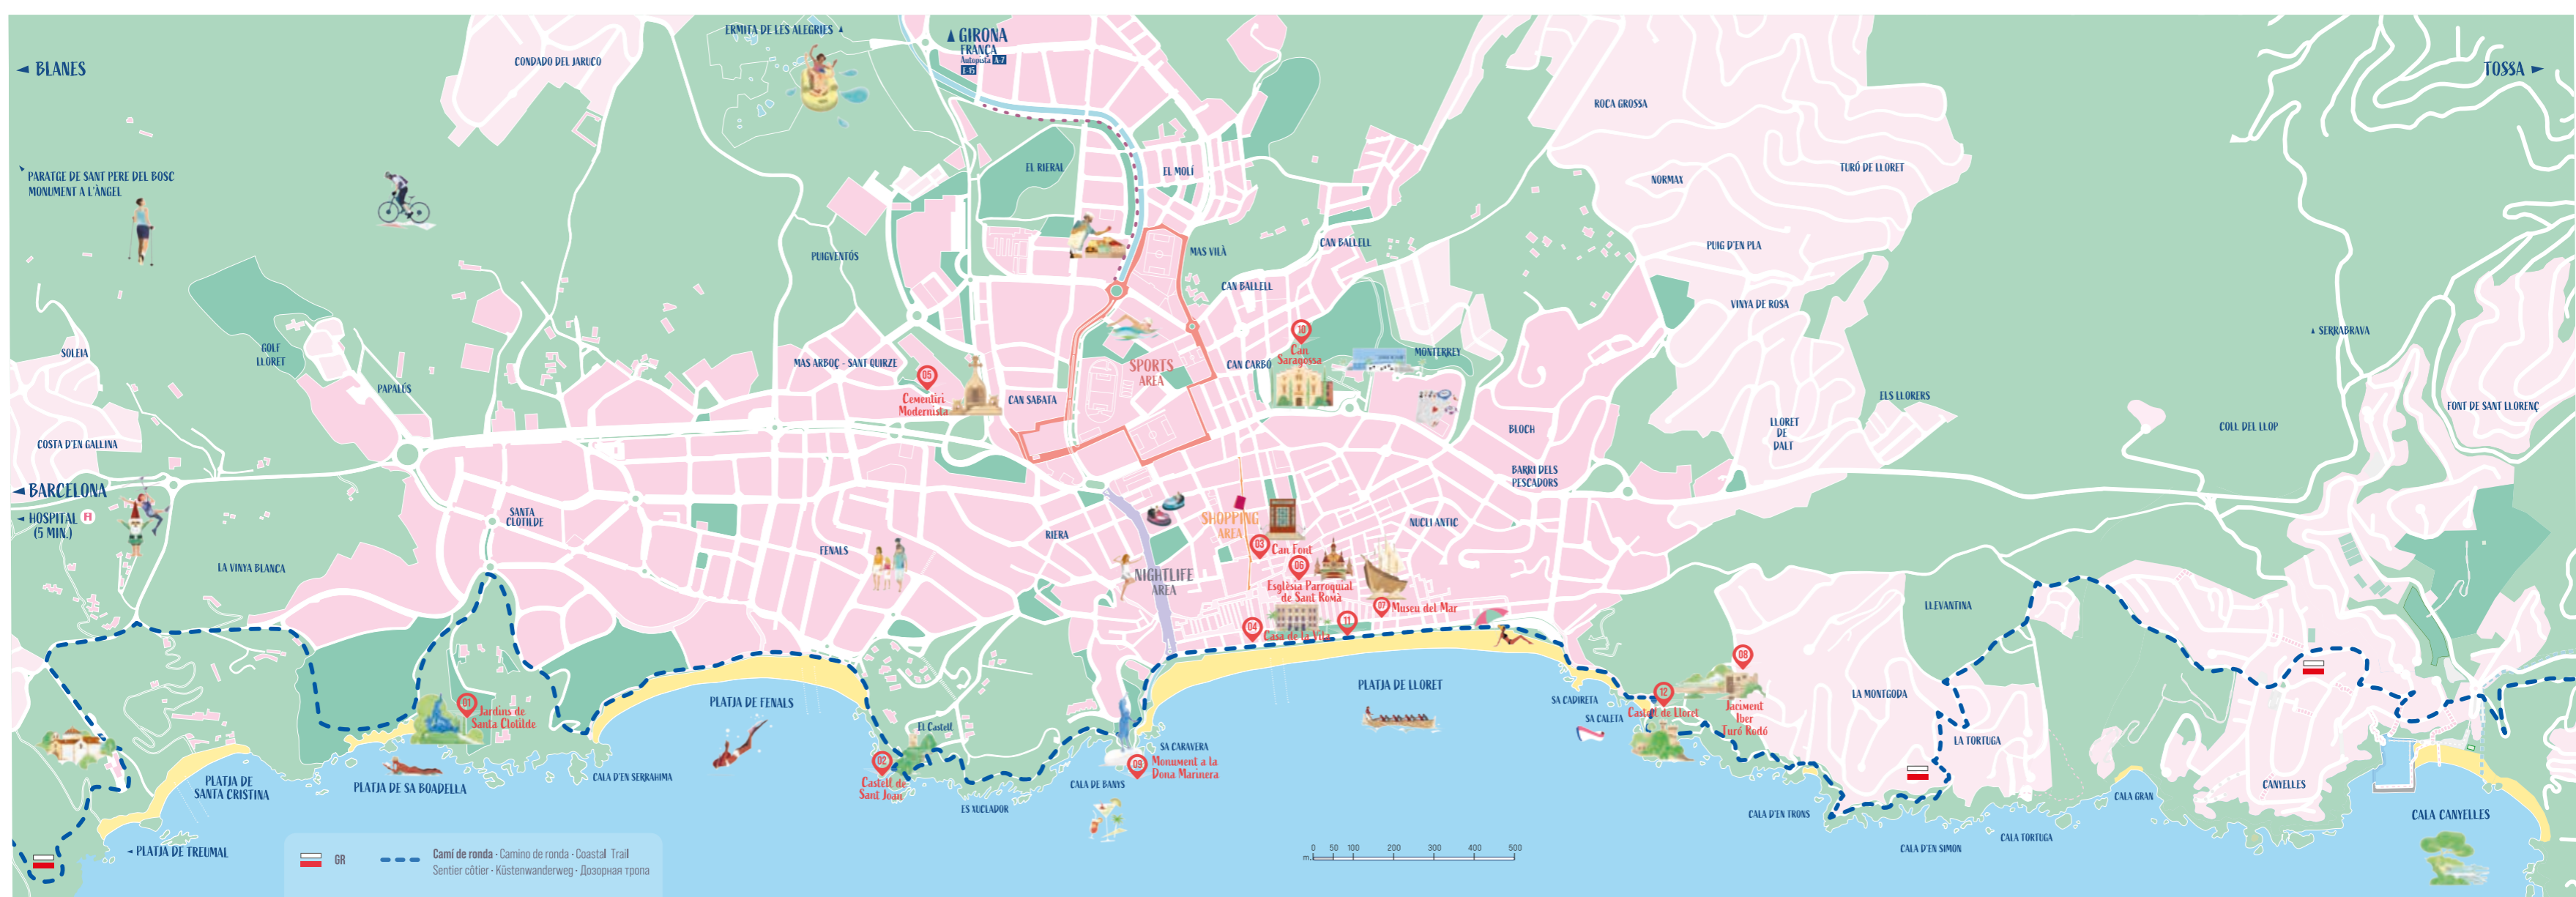 ERMITA DE LES ALEGRIES ▲
▲ GIRONA
FRANÇA
Autopista A-7
E-15
◄ BLANES
CONDADO DEL JARUCO
TOSSA ►
ROCA GROSSA
PARATGE DE SANT PERE DEL BOSC
MONUMENT A L'ÀNGEL
EL RIERAL
EL MOLÍ
NORMAX
TURÓ DE LLORET
PUIGVENTÓS
MAS VILÀ
CAN BALLELL
PUIG D'EN PLA
CAN BALLELL
VINYA DE ROSA
▲ SERRABRAVA
SOLEIA
GOLF
LLORET
PAPALÚS
MAS ARBOÇ - SANT QUIRZE
05
Cementiri
Modernista
CAN SABATA
SPORTS
AREA
CAN CARBÓ
10
Can
Saragossa
MONTERREY
ELS LLORERS
FONT DE SANT LLORENÇ
COSTA D'EN GALLINA
BLOCH
LLORET
DE
DALT
COLL DEL LLOP
BARRI DELS
PESCADORS
◄ BARCELONA
◄ HOSPITAL H
(5 MIN.)
SANTA
CLOTILDE
RIERA
SHOPPING
AREA
NUCLI ANTIC
FENALS
03
Can Font
06
Església Parroquial
de Sant Romà
LA VINYA BLANCA
NIGHTLIFE
AREA
07
Museu del Mar
04
Casa de la Vila
11
LLEVANTINA
08
Jaciment
Iber
Turó Rodó
12
Castell de Lloret
SA CADIRETA
SA CALETA
PLATJA DE LLORET
LA MONTGODA
LA TORTUGA
01
Jardins de
Santa Clotilde
PLATJA DE FENALS
El Castell
02
Castell de
Sant Joan
SA CARAVERA
09
Monument a la
Dona Marinera
CALA DE BANYS
CALA D'EN SERRAHIMA
PLATJA DE
SANTA CRISTINA
PLATJA DE SA BOADELLA
ES XUCLADOR
CALA D'EN TRONS
CALA GRAN
CANYELLES
CALA CANYELLES
CALA TORTUGA
CALA D'EN SIMON
◄ PLATJA DE TREUMAL
GR
Camí de ronda · Camino de ronda · Coastal Trail
Sentier côtier · Küstenwanderweg · Дозорная тропа
0 50 100 200 300 400 500
m.